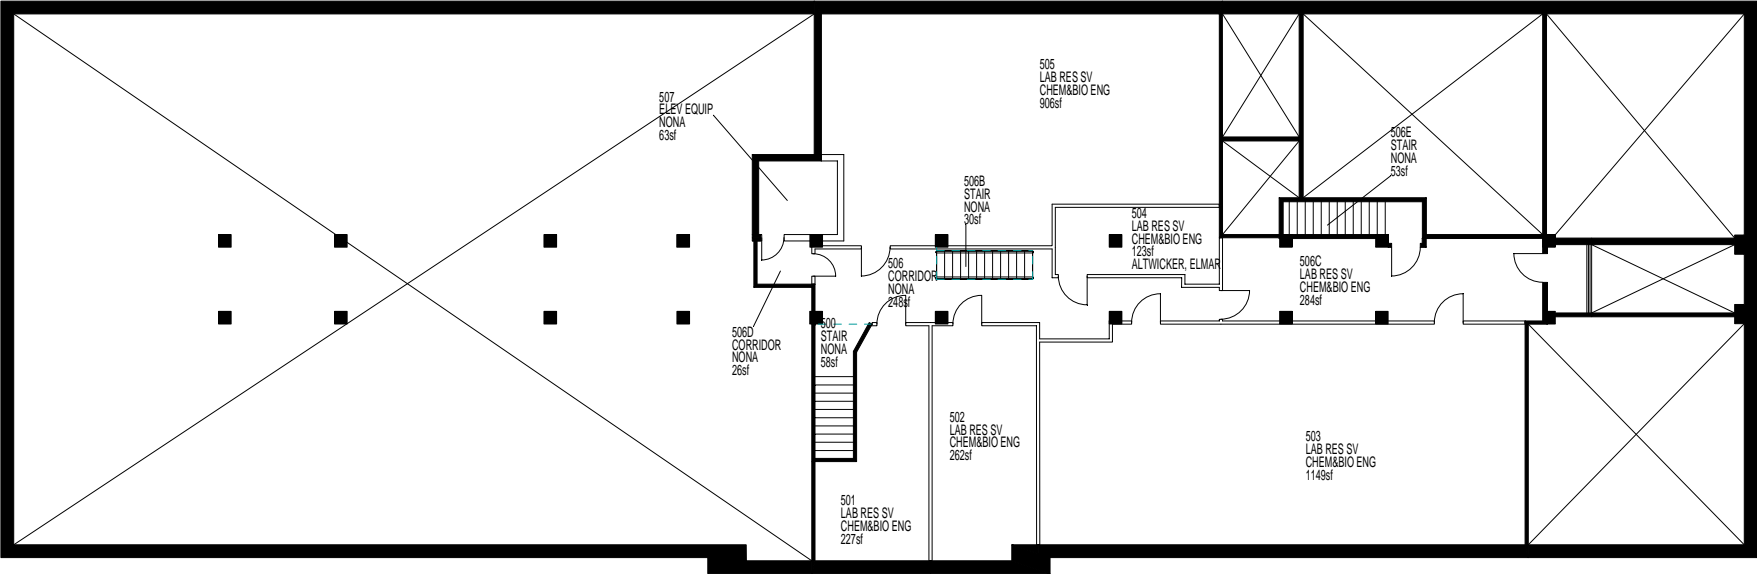 505
LAB RES SV
CHEM&BIO ENG
906sf
507
ELEV EQUIP
NONA
63sf
506E
STAIR
NONA
53sf
506B
STAIR
NONA
30sf
504
LAB RES SV
CHEM&BIO ENG
123sf
ALTWICKER, ELMAR
506
CORRIDOR
NONA
248sf
506C
LAB RES SV
CHEM&BIO ENG
284sf
506D
CORRIDOR
NONA
26sf
500
STAIR
NONA
58sf
502
LAB RES SV
CHEM&BIO ENG
262sf
503
LAB RES SV
CHEM&BIO ENG
1149sf
501
LAB RES SV
CHEM&BIO ENG
227sf